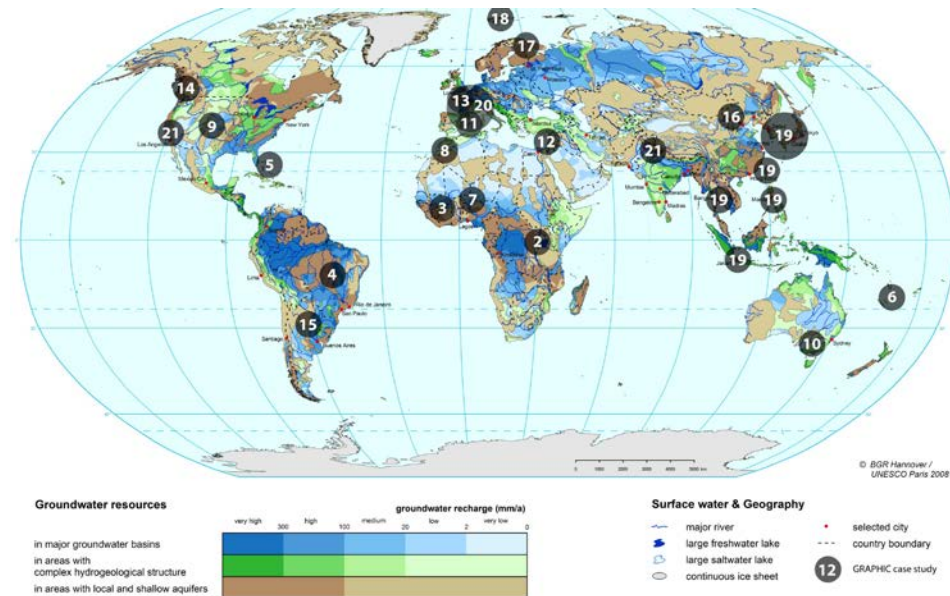 18
17
14
13
20
16
9
21
New York
11
19
Los Angeles
12
8
21
5
19
Mexico City
Mumbai
3
7
19
19
Bangalore
Madras
Lagos
2
19
Lima
4
6
Rio de Janeiro
Sao Paulo
15
Santiago
Buenos Aires
10
Sydney
© BGR Hannover /
UNESCO Paris 2008
Groundwater resources
groundwater recharge (mm/a)
very high 300 high 100 medium 20 low 2 very low 0
in major groundwater basins
in areas with
complex hydrogeological structure
in areas with local and shallow aquifers
Surface water & Geography
major river
large freshwater lake
large saltwater lake
continuous ice sheet
selected city
country boundary
12 GRAPHIC case study